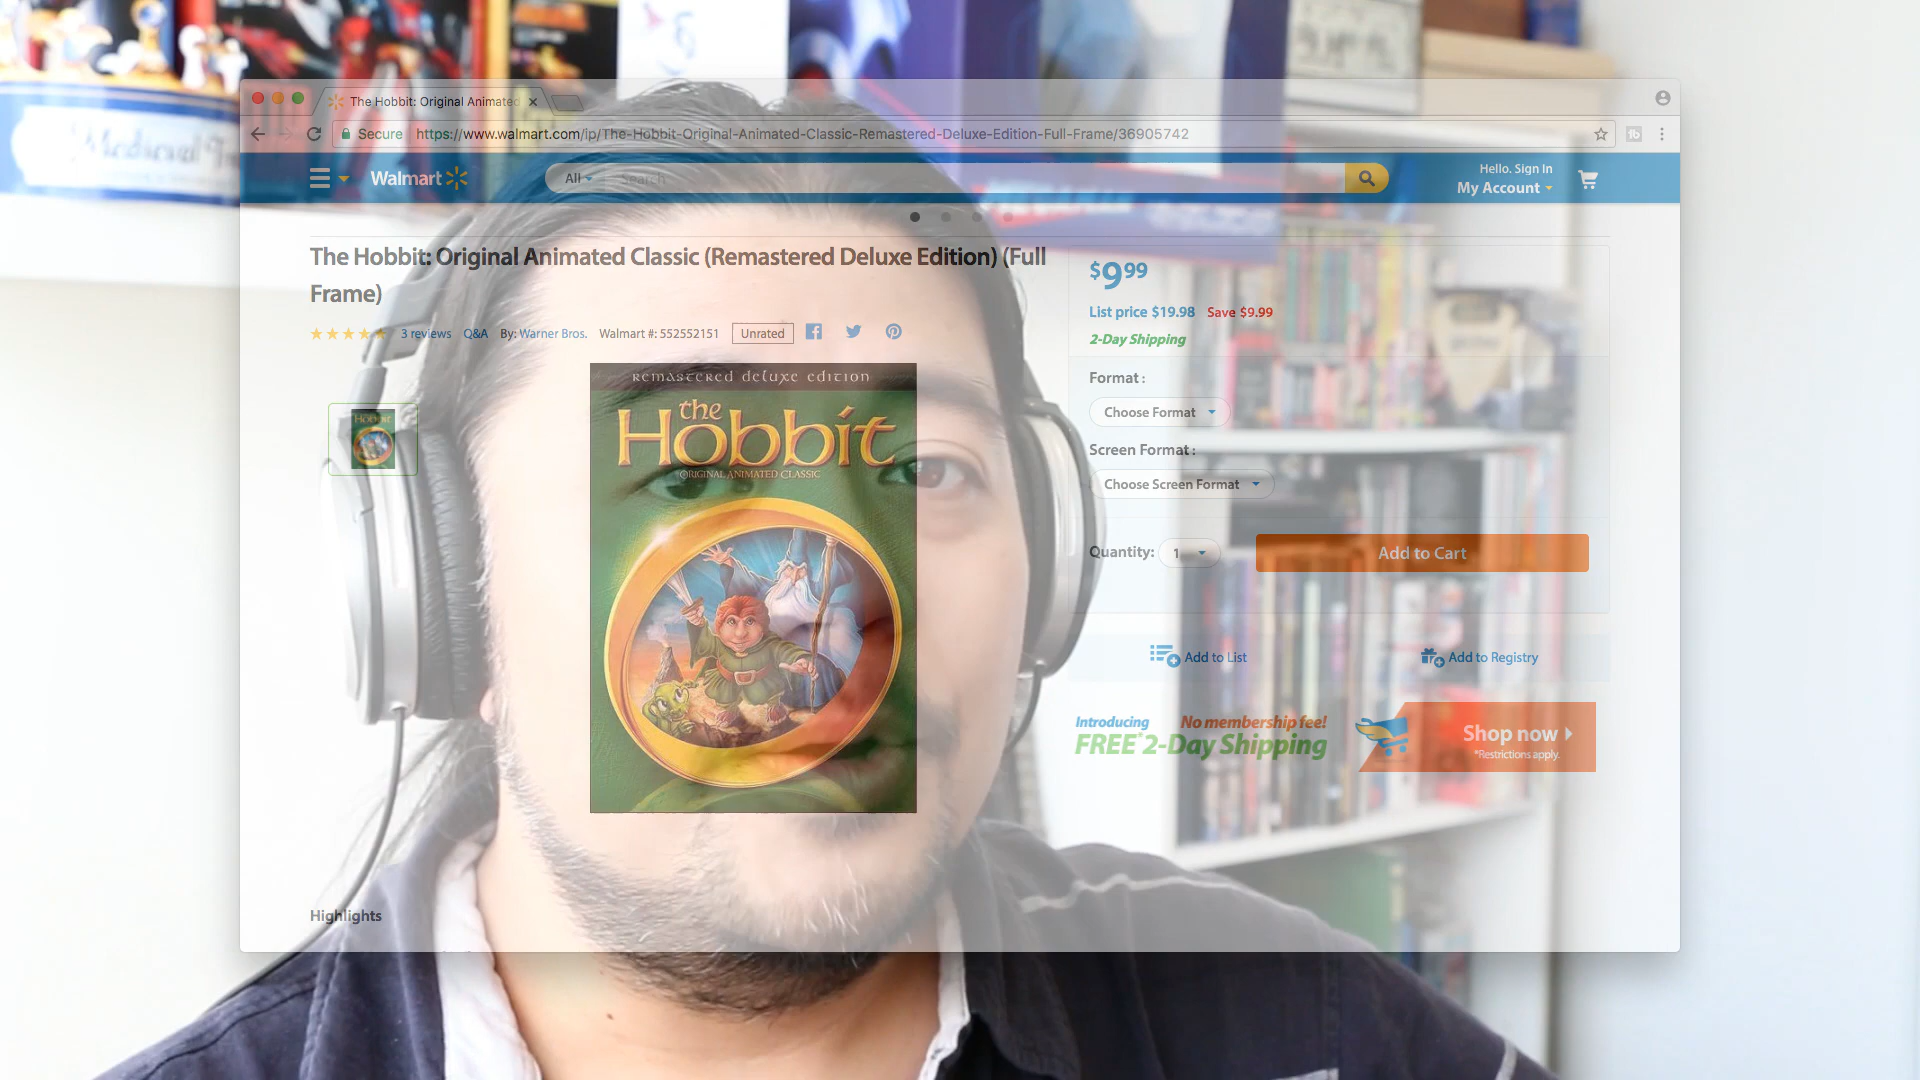 Medieval
The Hobbit: Original Animated
Secure https://www.walmart.com/ip/The-Hobbit-Original-Animated-Classic-Remastered-Deluxe-Edition-Full-Frame/36905742
Walmart
All Search
Hello. Sign In
My Account
The Hobbit: Original Animated Classic (Remastered Deluxe Edition) (Full
Frame)
3 reviews Q&A By: Warner Bros. Walmart #: 552552151 Unrated
remastered deluxe edition
the
Hobbit
ORIGINAL ANIMATED CLASSIC
$9.99
List price $19.98 Save $9.99
2-Day Shipping
Format :
Choose Format
Screen Format :
Choose Screen Format
Quantity: 1
Add to Cart
Add to List
Add to Registry
Introducing No membership fee!
FREE* 2-Day Shipping
Shop now
*Restrictions apply.
Highlights